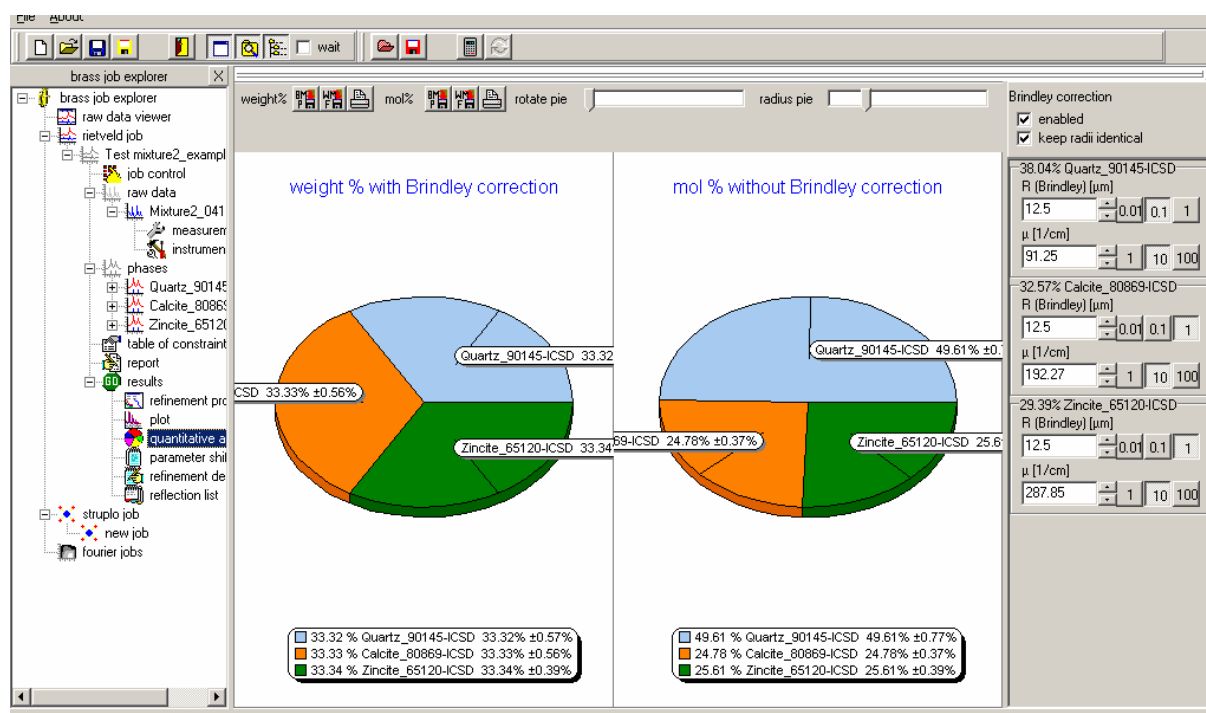 File About
wait
brass job explorer X
brass job explorer
raw data viewer
rietveld job
Test mixture2_exampl
job control
raw data
Mixture2_041
measurem
instrumen
phases
Quartz_90145
Calcite_80869
Zincite_65120
table of constraint
report
GO results
refinement pro
plot
quantitative a
parameter shif
refinement de
reflection list
struplo job
new job
fourier jobs
weight% BMP WMF mol% BMP WMF rotate pie radius pie
weight % with Brindley correction
Quartz_90145-ICSD 33.32
CSD 33.33% ±0.56%
Zincite_65120-ICSD 33.34
33.32 % Quartz_90145-ICSD 33.32% ±0.57%
33.33 % Calcite_80869-ICSD 33.33% ±0.56%
33.34 % Zincite_65120-ICSD 33.34% ±0.39%
mol % without Brindley correction
Quartz_90145-ICSD 49.61% ±0.
69-ICSD 24.78% ±0.37%
Zincite_65120-ICSD 25.6
49.61 % Quartz_90145-ICSD 49.61% ±0.77%
24.78 % Calcite_80869-ICSD 24.78% ±0.37%
25.61 % Zincite_65120-ICSD 25.61% ±0.39%
Brindley correction
enabled
keep radii identical
38.04% Quartz_90145-ICSD
R (Brindley) [µm]
12.5 0.01 0.1 1
µ [1/cm]
91.25 1 10 100
32.57% Calcite_80869-ICSD
R (Brindley) [µm]
12.5 0.01 0.1 1
µ [1/cm]
192.27 1 10 100
29.39% Zincite_65120-ICSD
R (Brindley) [µm]
12.5 0.01 0.1 1
µ [1/cm]
287.85 1 10 100